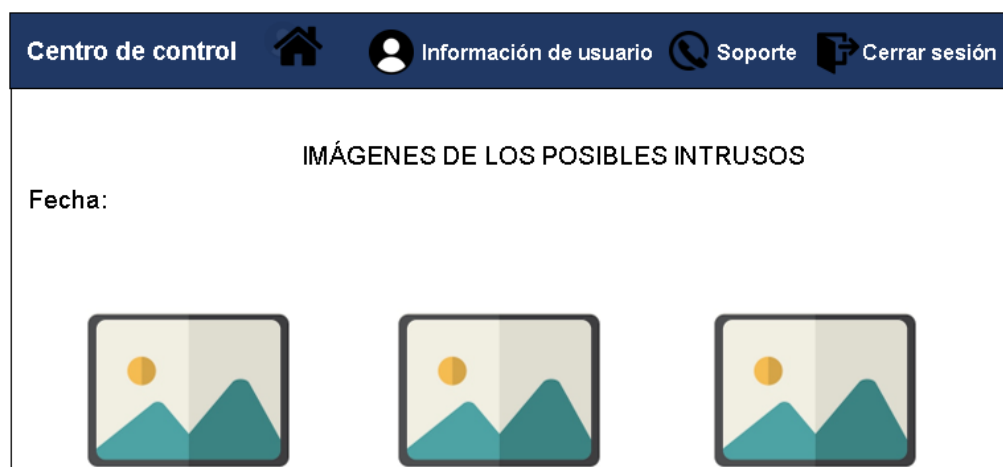 Centro de control Información de usuario Soporte Cerrar sesión
IMÁGENES DE LOS POSIBLES INTRUSOS
Fecha: